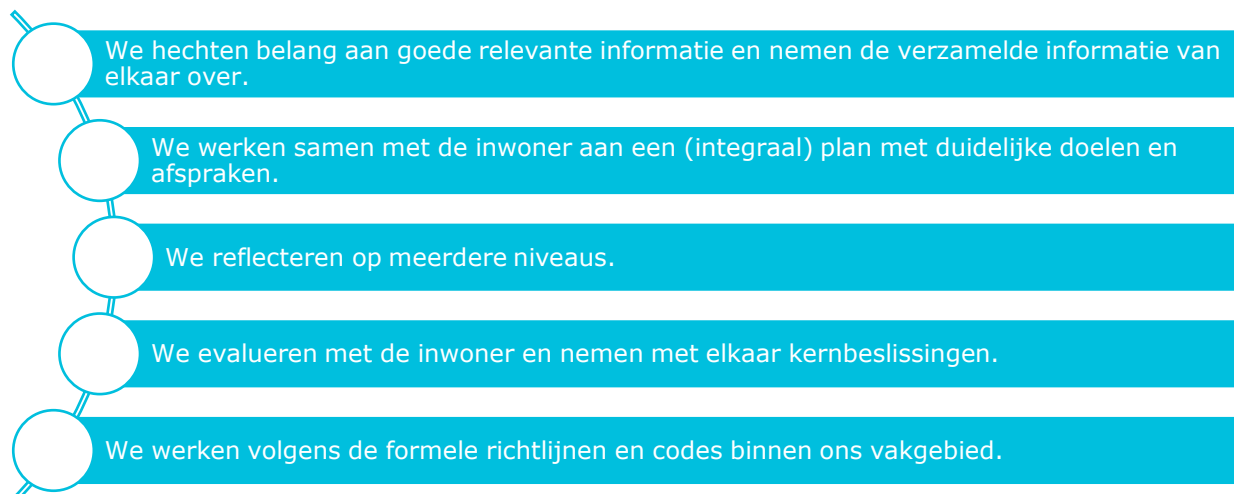 We hechten belang aan goede relevante informatie en nemen de verzamelde informatie van
elkaar over.
We werken samen met de inwoner aan een (integraal) plan met duidelijke doelen en
afspraken.
We reflecteren op meerdere niveaus.
We evalueren met de inwoner en nemen met elkaar kernbeslissingen.
We werken volgens de formele richtlijnen en codes binnen ons vakgebied.